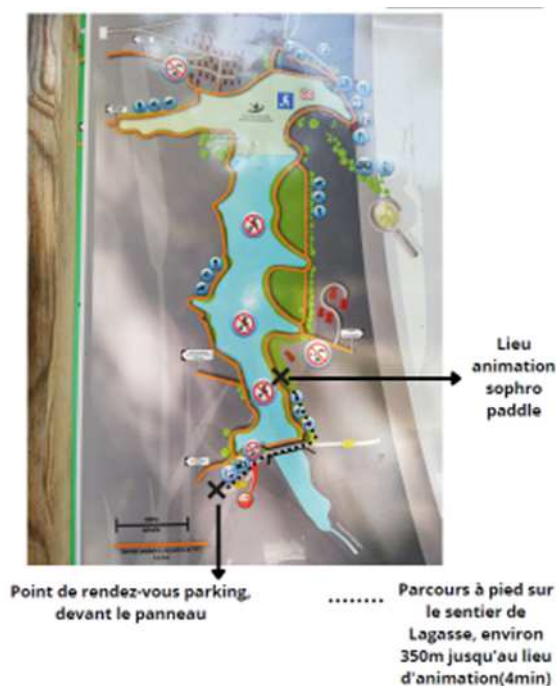 Lieu
animation
sophro
paddle
Point de rendez-vous parking,
devant le panneau
Parcours à pied sur
le sentier de
Lagasse, environ
350m jusqu'au lieu
d'animation(4min)